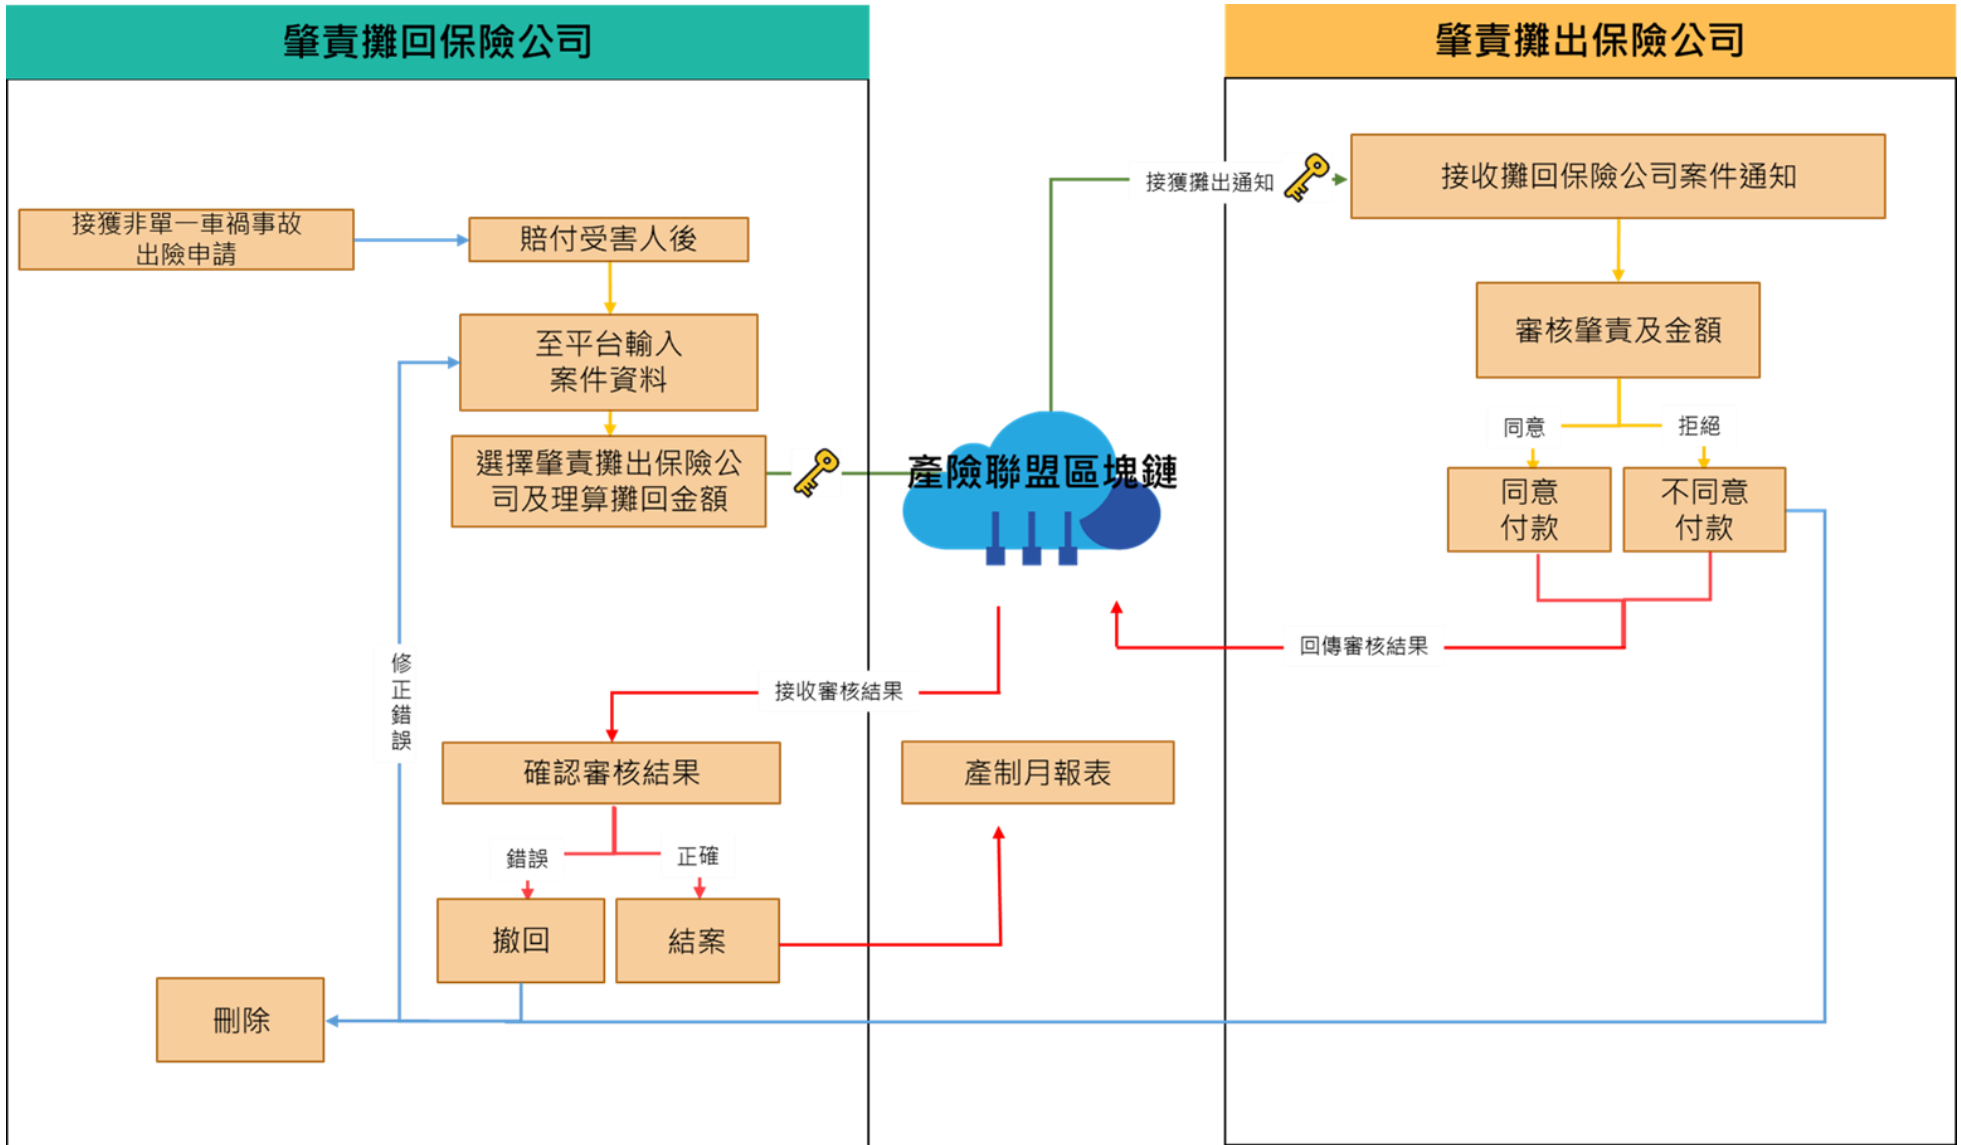 肇責攤回保險公司
肇責攤出保險公司
接獲非單一車禍事故
出險申請
賠付受害人後
至平台輸入
案件資料
選擇肇責攤出保險公
司及理算攤回金額
產險聯盟區塊鏈
接獲攤出通知
接收攤回保險公司案件通知
審核肇責及金額
同意
拒絕
同意
付款
不同意
付款
回傳審核結果
接收審核結果
修
正
錯
誤
確認審核結果
產制月報表
錯誤
正確
撤回
結案
刪除